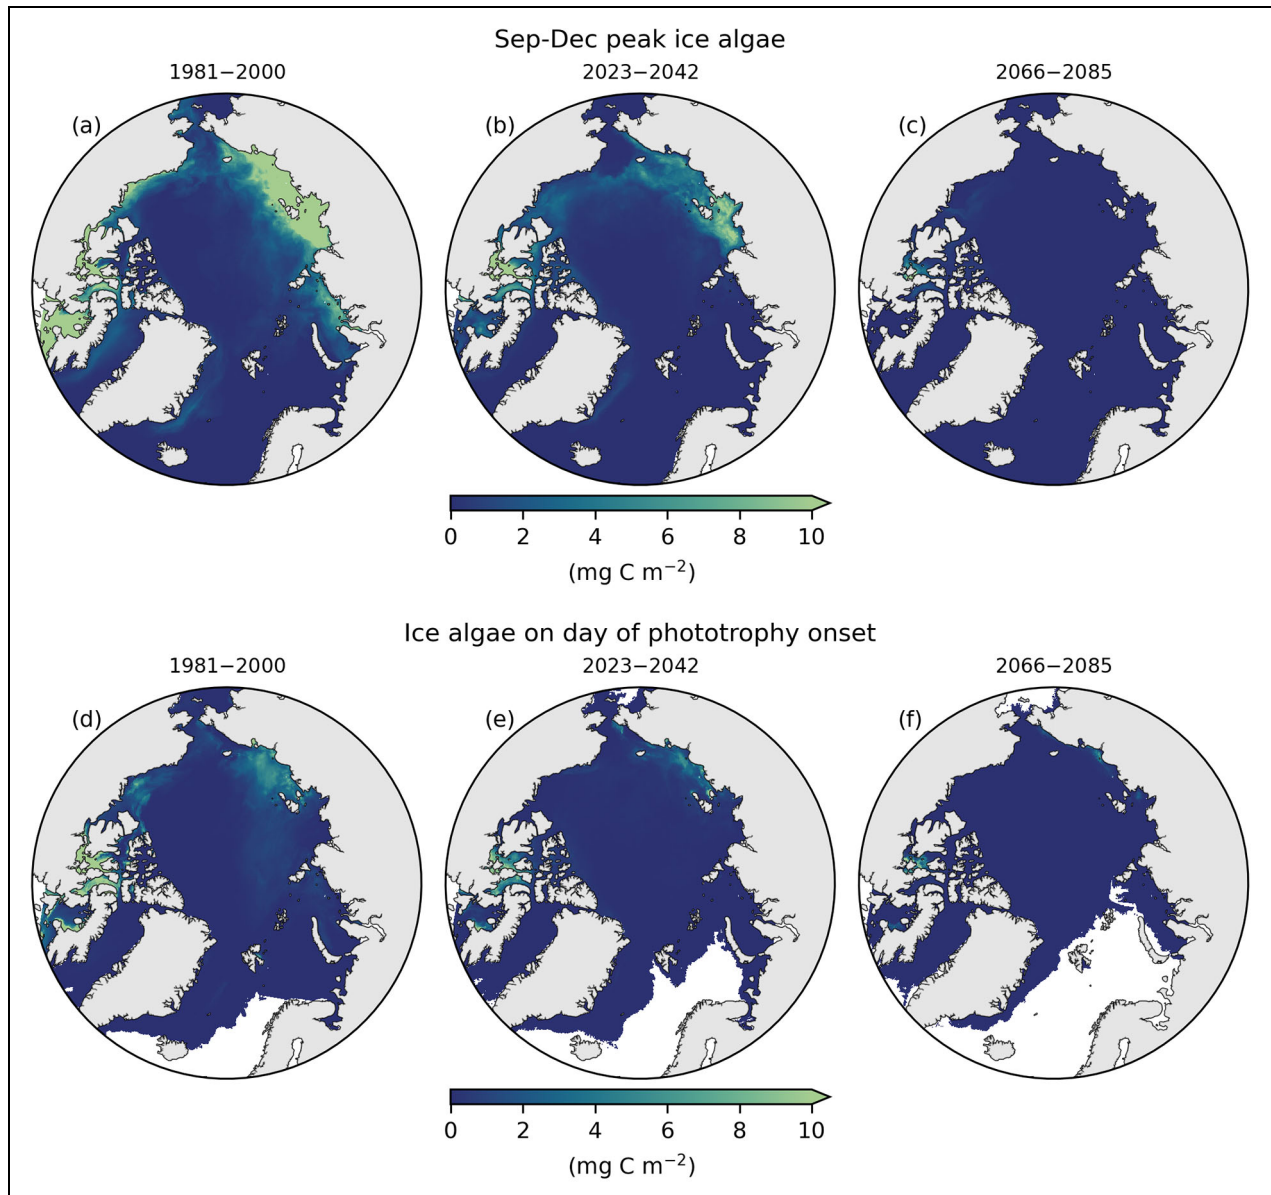 Sep-Dec peak ice algae
1981−2000 2023−2042 2066−2085
(a) (b) (c)
0 2 4 6 8 10
(mg C m⁻²)
Ice algae on day of phototrophy onset
1981−2000 2023−2042 2066−2085
(d) (e) (f)
0 2 4 6 8 10
(mg C m⁻²)